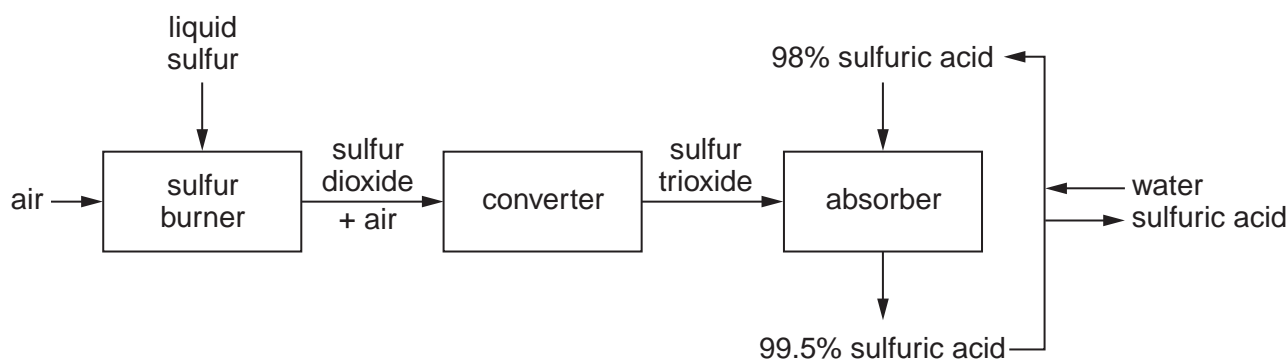 liquid
sulfur
98% sulfuric acid
air
sulfur
burner
sulfur
dioxide
+ air
converter
sulfur
trioxide
absorber
water
sulfuric acid
99.5% sulfuric acid